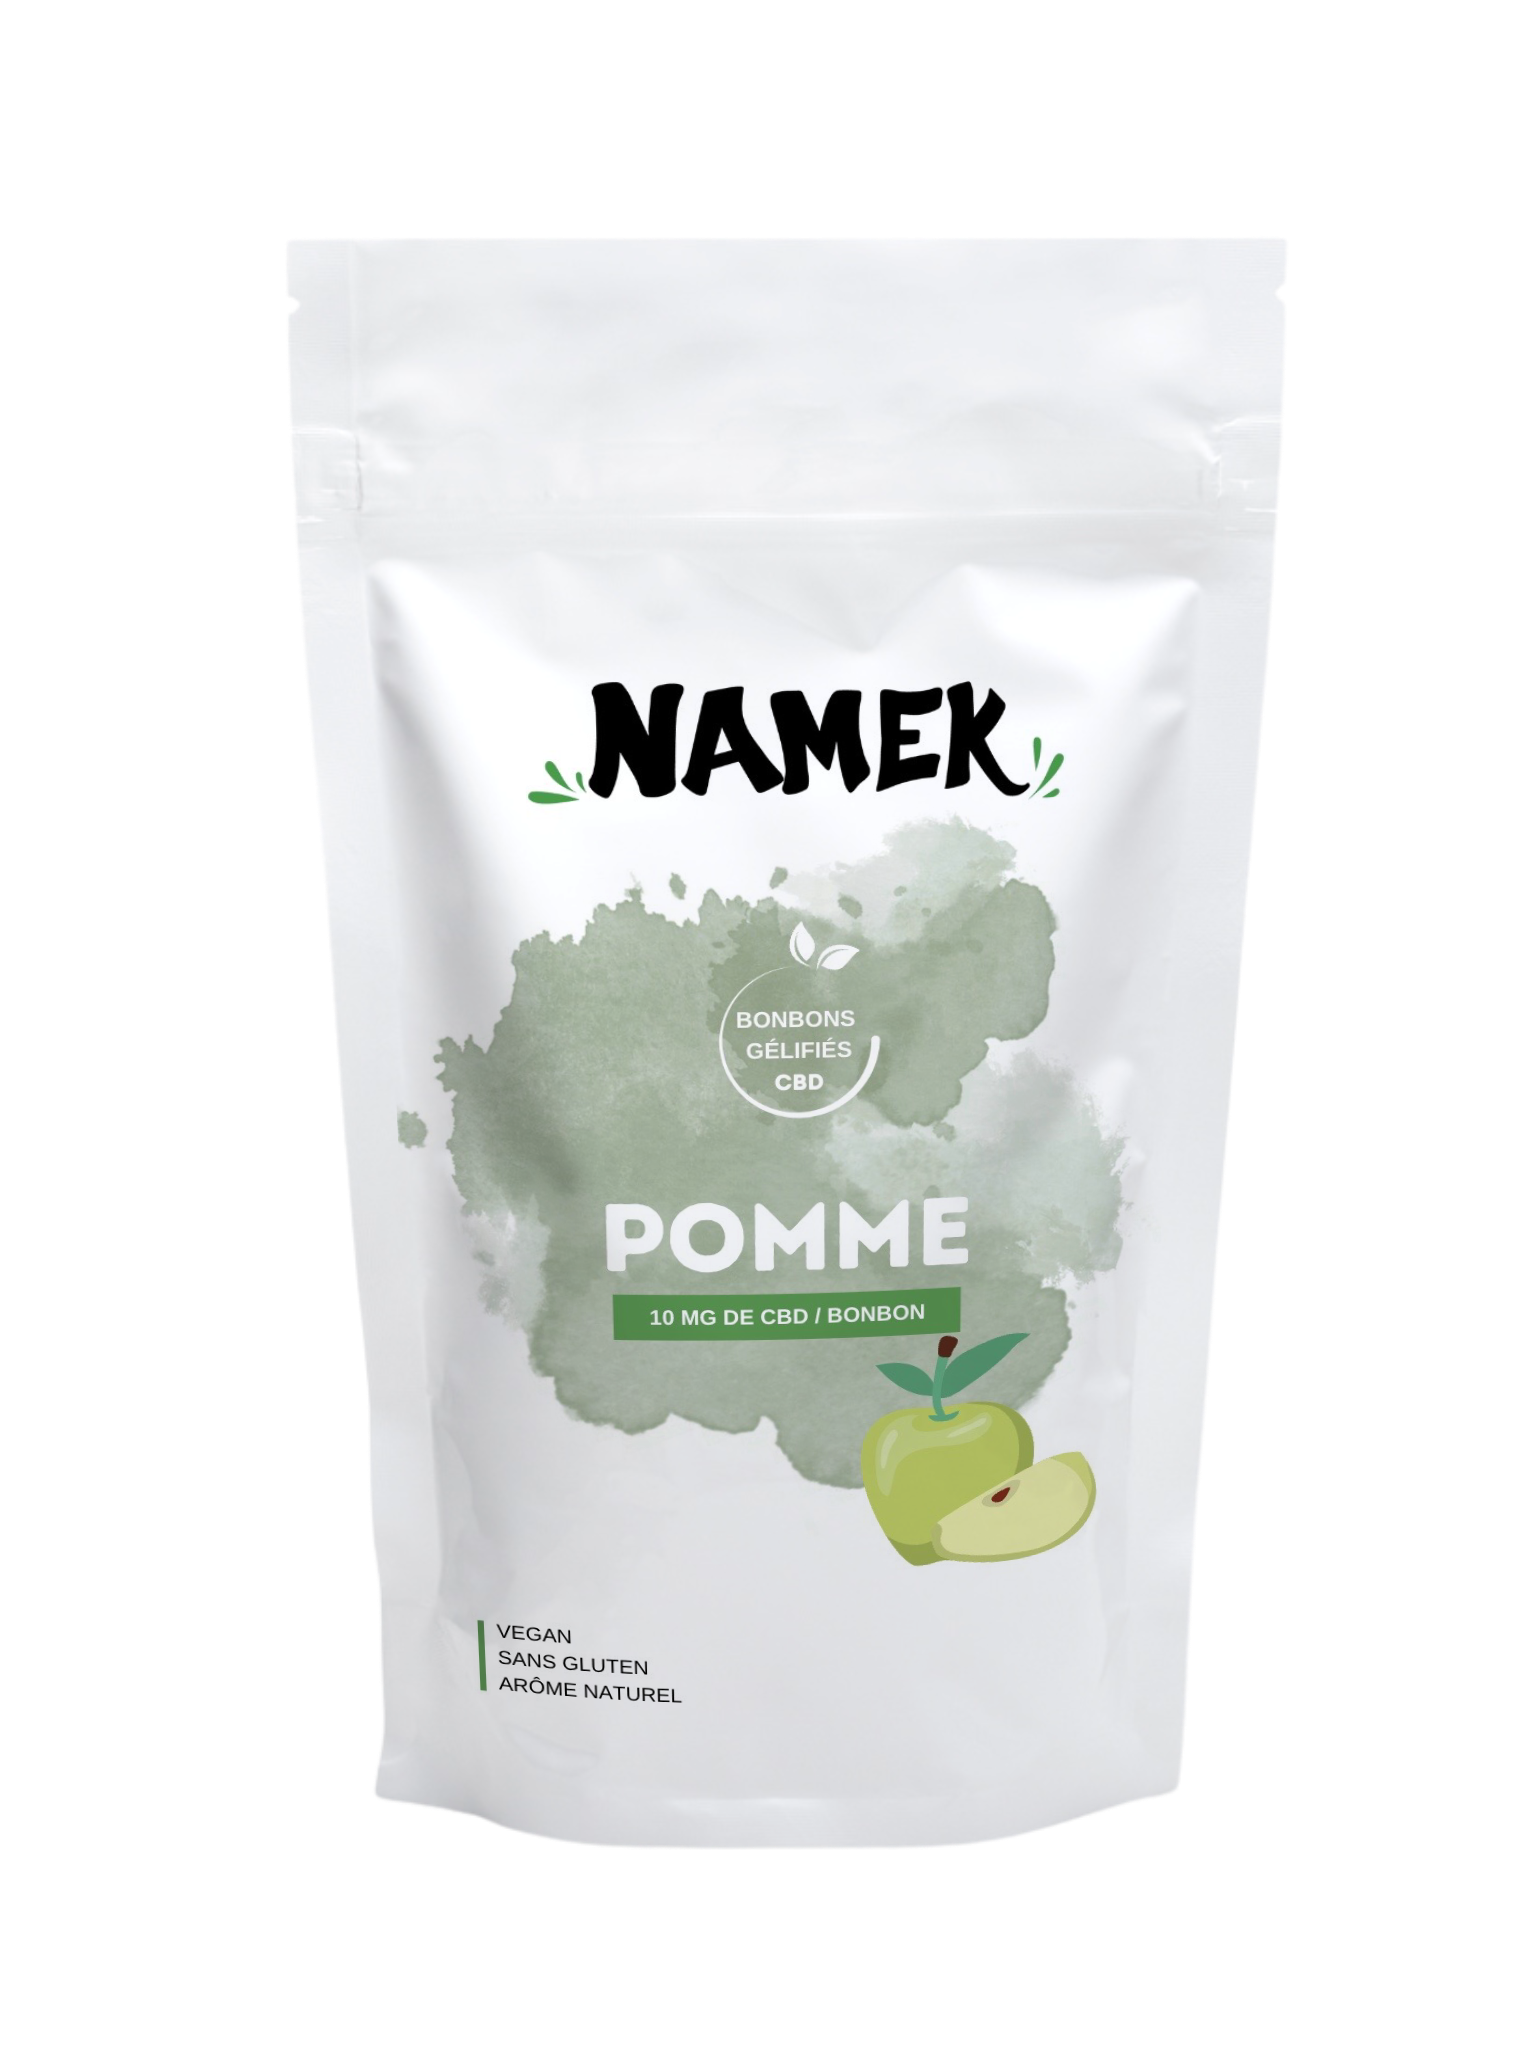 NAMEK
BONBONS
GÉLIFIÉS
CBD
POMME
10 MG DE CBD / BONBON
VEGAN
SANS GLUTEN
ARÔME NATUREL